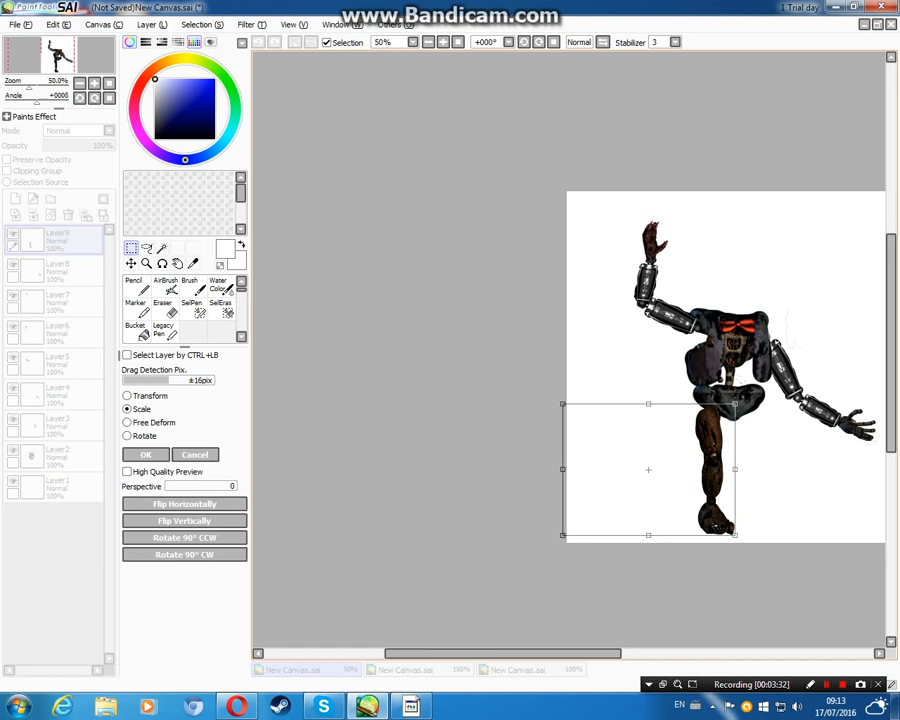 www.Bandicam.com
PaintTool SAI (Not Saved)New Canvas.sai (*) 1 Trial day
File (F) Edit (E) Canvas (C) Layer (L) Selection (S) Filter (T) View (V) Window (W) Others (O)
Selection 50% +000° Normal Stabilizer 3
Zoom 50.0%
Angle +000ß
Paints Effect
Mode Normal
Opacity 100%
Preserve Opacity
Clipping Group
Selection Source
Layer9
Normal
100%
Layer8
Normal
100%
Layer7
Normal
100%
Layer6
Normal
100%
Layer5
Normal
100%
Layer4
Normal
100%
Layer3
Normal
100%
Layer2
Normal
100%
Layer1
Normal
100%
Pencil AirBrush Brush Water Color
Marker Eraser SelPen SelEras
Bucket Legacy Pen
Select Layer by CTRL+LB
Drag Detection Pix.
±16pix
Transform
Scale
Free Deform
Rotate
OK Cancel
High Quality Preview
Perspective 0
Flip Horizontally
Flip Vertically
Rotate 90° CCW
Rotate 90° CW
New Canvas.sai 50% New Canvas.sai 150% New Canvas.sai 100%
Recording [00:03:32]
EN 09:13
17/07/2016